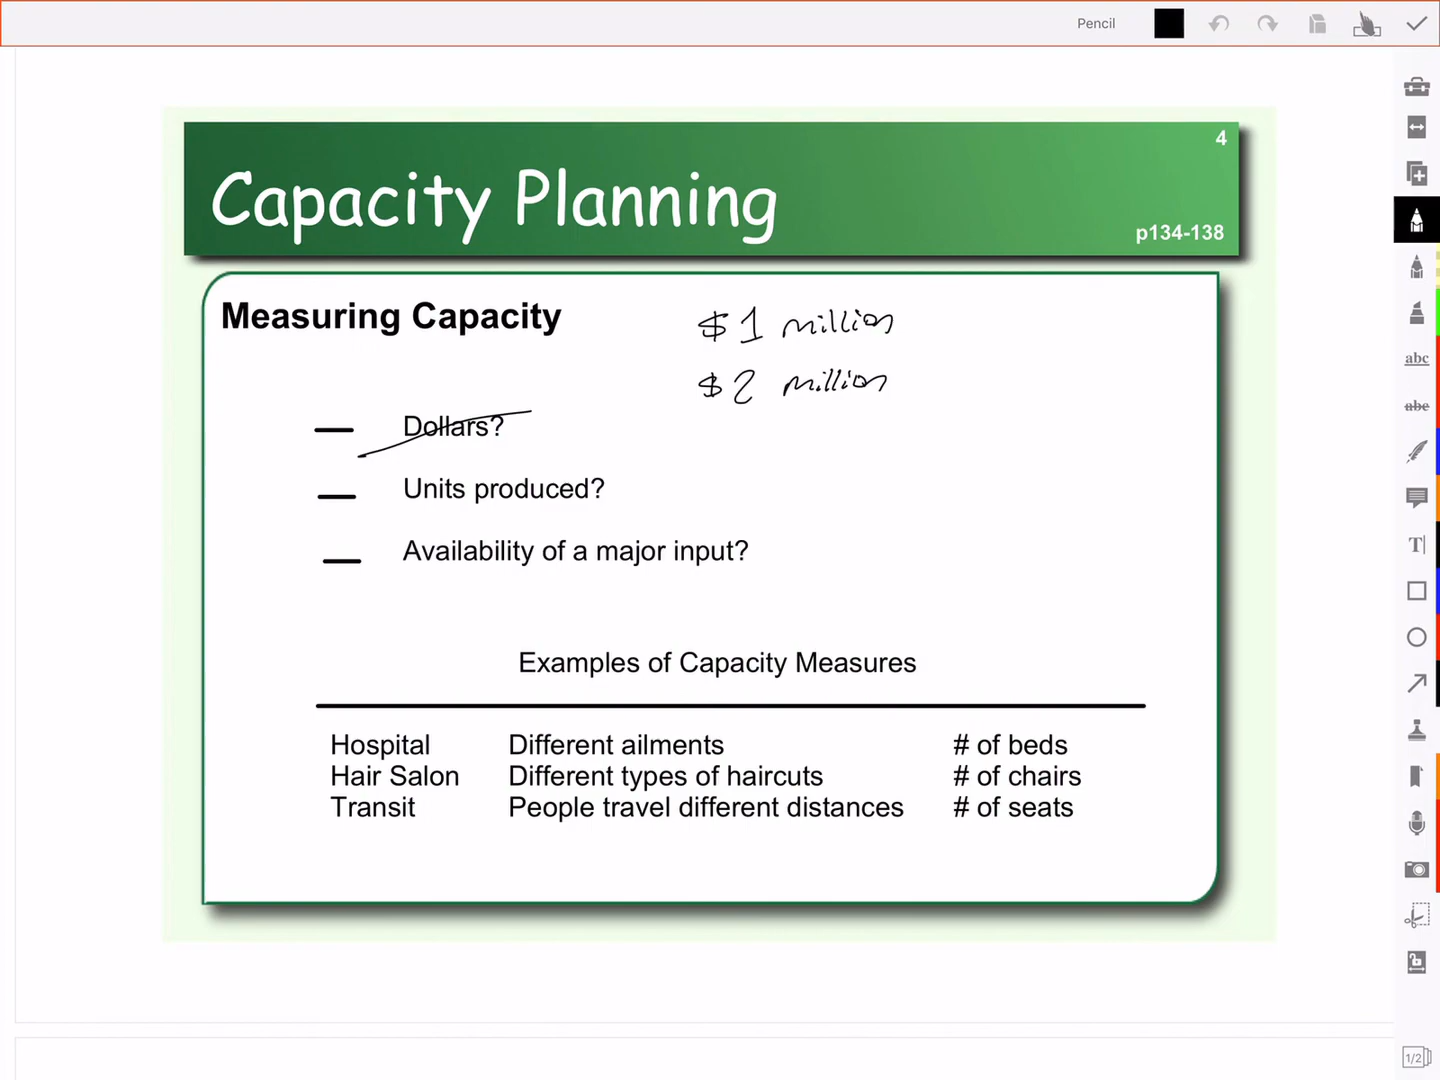 Pencil
4
Capacity Planning
p134-138
Measuring Capacity
$1 million
$2 million
Dollars?
Units produced?
Availability of a major input?
Examples of Capacity Measures
Hospital Different ailments # of beds
Hair Salon Different types of haircuts # of chairs
Transit People travel different distances # of seats
abc
abc
T|
1/2